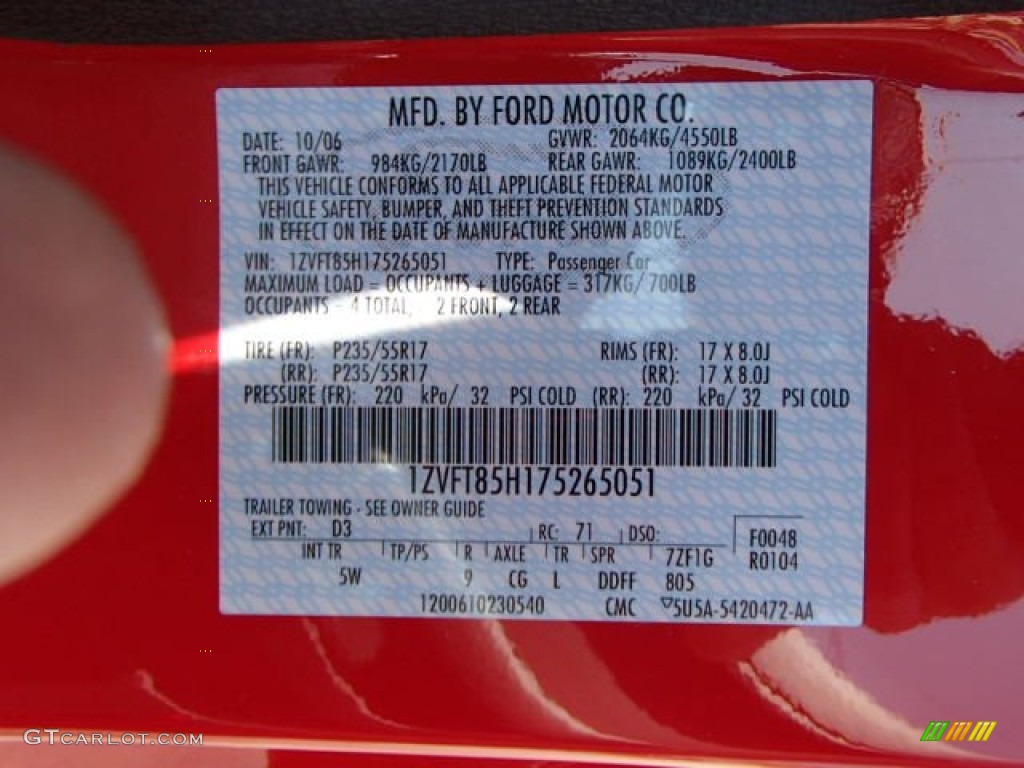 MFD. BY FORD MOTOR CO.
DATE: 10/06 GVWR: 2064KG/4550LB
FRONT GAWR: 984KG/2170LB REAR GAWR: 1089KG/2400LB
THIS VEHICLE CONFORMS TO ALL APPLICABLE FEDERAL MOTOR
VEHICLE SAFETY, BUMPER, AND THEFT PREVENTION STANDARDS
IN EFFECT ON THE DATE OF MANUFACTURE SHOWN ABOVE.
VIN: 1ZVFT85H175265051 TYPE: Passenger Car
MAXIMUM LOAD = OCCUPANTS + LUGGAGE = 317KG/ 700LB
OCCUPANTS = 4 TOTAL, 2 FRONT, 2 REAR
TIRE (FR): P235/55R17 RIMS (FR): 17 X 8.0J
(RR): P235/55R17 (RR): 17 X 8.0J
PRESSURE (FR): 220 kPa/ 32 PSI COLD (RR): 220 kPa/ 32 PSI COLD
1ZVFT85H175265051
TRAILER TOWING - SEE OWNER GUIDE
EXT PNT: D3 RC: 71 DSO: F0048
INT TR TP/PS R AXLE TR SPR 7ZF1G R0104
5W 9 CG L DDFF 805
1200610230540 CMC ▽5U5A-5420472-AA
GTCARLOT.COM